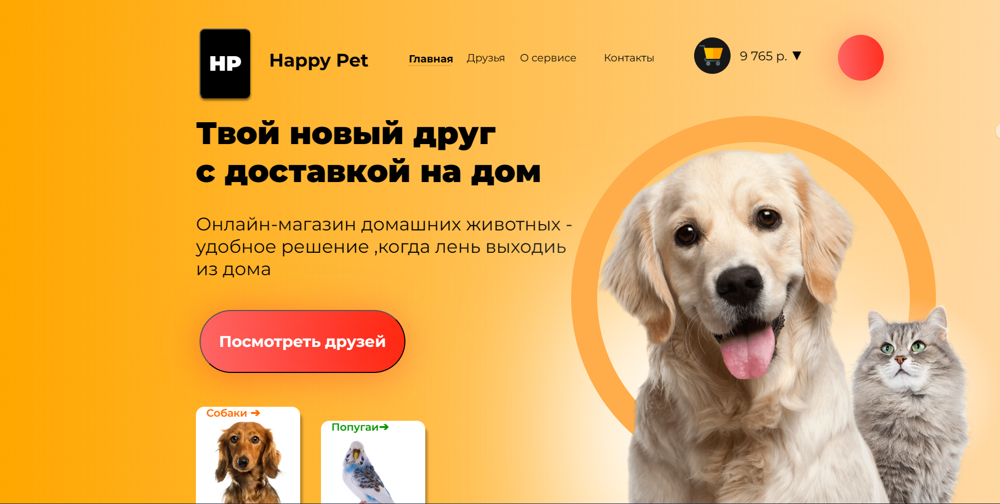 HP
Happy Pet
Главная
Друзья
О сервисе
Контакты
9 765 р. ▼
Твой новый друг
с доставкой на дом
Онлайн-магазин домашних животных -
удобное решение ,когда лень выходиь
из дома
Посмотреть друзей
Собаки ➔
Попугаи➔